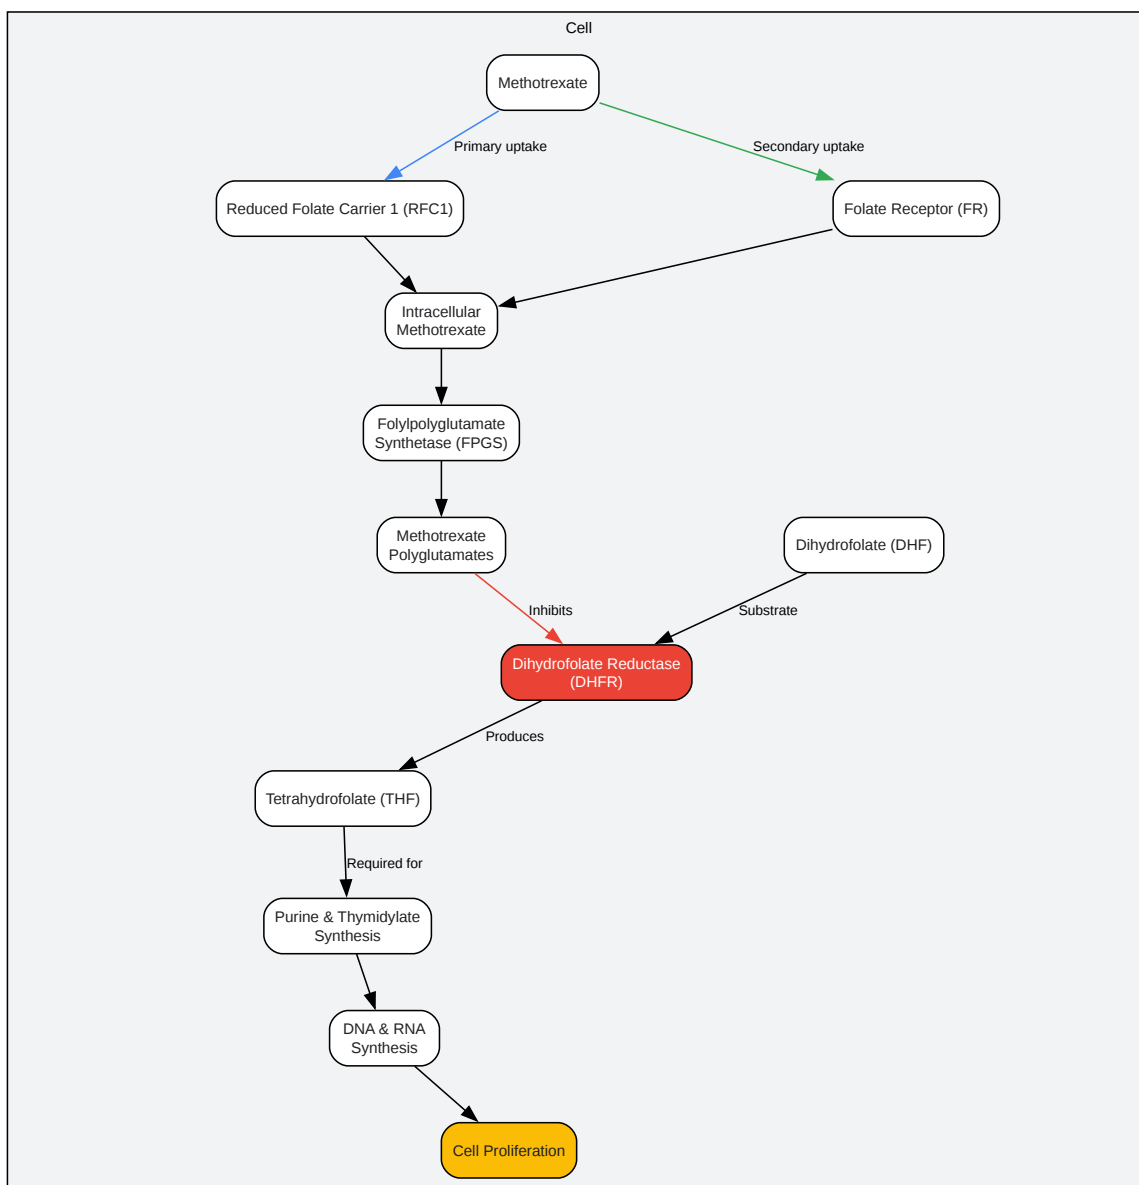 Cell
Methotrexate
Primary uptake
Secondary uptake
Reduced Folate Carrier 1 (RFC1)
Folate Receptor (FR)
Intracellular
Methotrexate
Folylpolyglutamate
Synthetase (FPGS)
Methotrexate
Polyglutamates
Dihydrofolate (DHF)
Inhibits
Substrate
Dihydrofolate Reductase
(DHFR)
Produces
Tetrahydrofolate (THF)
Required for
Purine & Thymidylate
Synthesis
DNA & RNA
Synthesis
Cell Proliferation